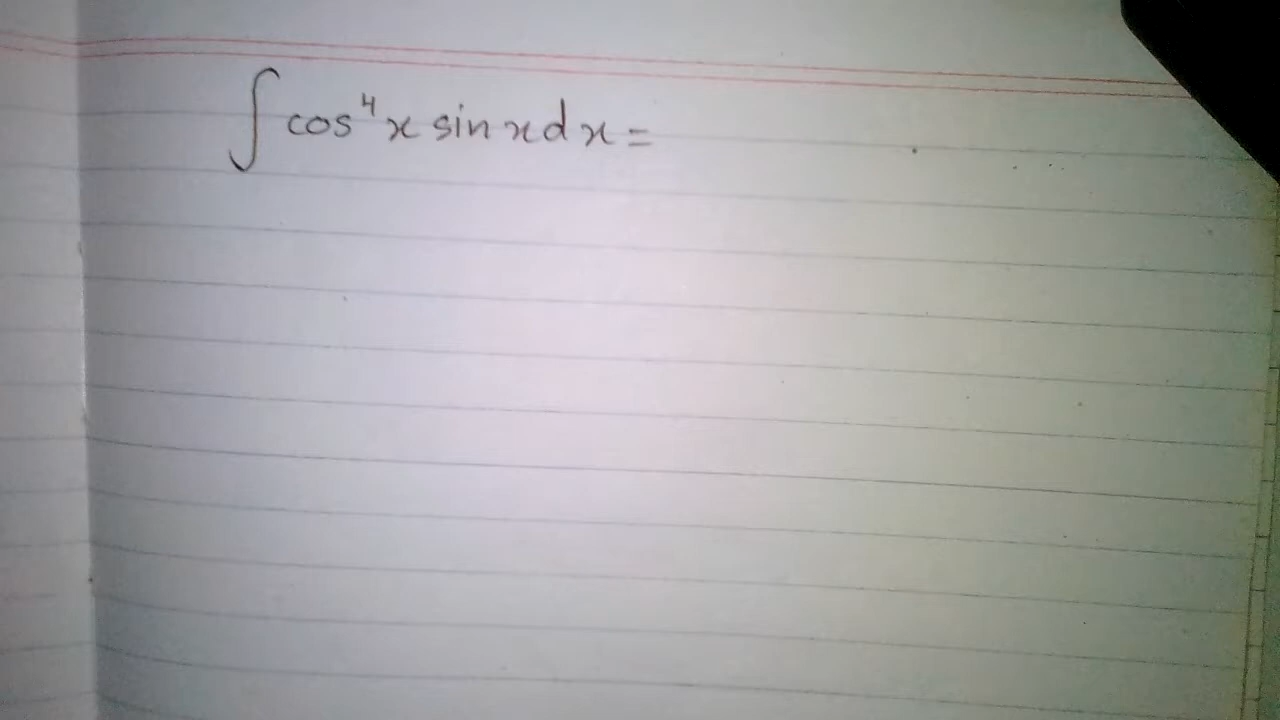 ∫ cos⁴x sin x dx =